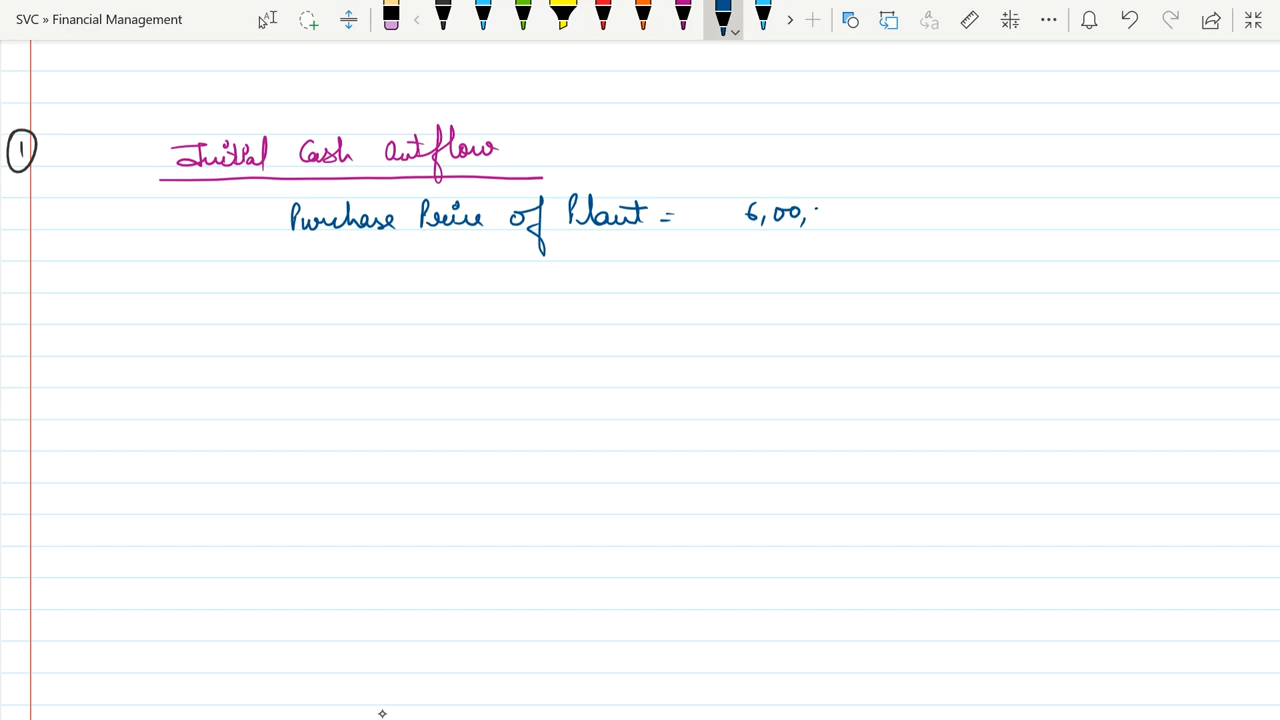 SVC » Financial Management
1 Initial Cash Outflow
Purchase Price of Plant = 6,00,